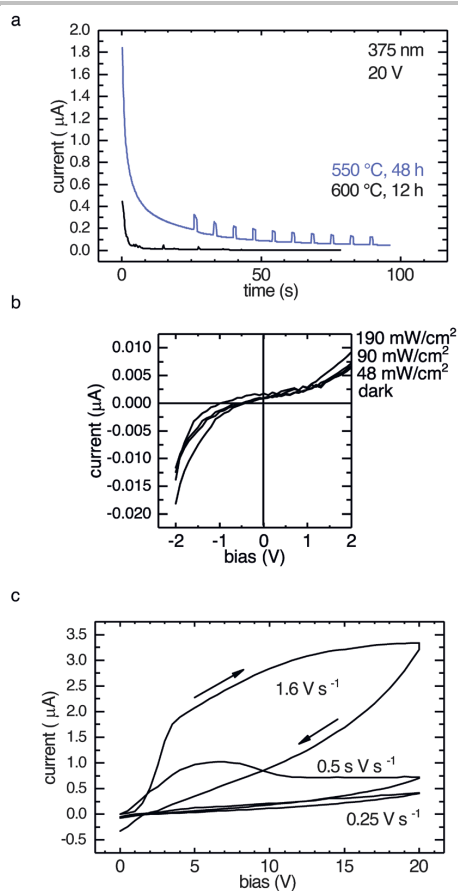 a
2.0
1.8
1.6
1.4
1.2
1.0
0.8
0.6
0.4
0.2
0.0
current ( μA)
375 nm
20 V
550 °C, 48 h
600 °C, 12 h
0 50 100
time (s)
b
0.010
0.005
0.000
-0.005
-0.010
-0.015
-0.020
current (μA)
190 mW/cm²
90 mW/cm²
48 mW/cm²
dark
-2 -1 0 1 2
bias (V)
c
3.5
3.0
2.5
2.0
1.5
1.0
0.5
0.0
-0.5
current (μA)
1.6 V s⁻¹
0.5 s V s⁻¹
0.25 V s⁻¹
0 5 10 15 20
bias (V)